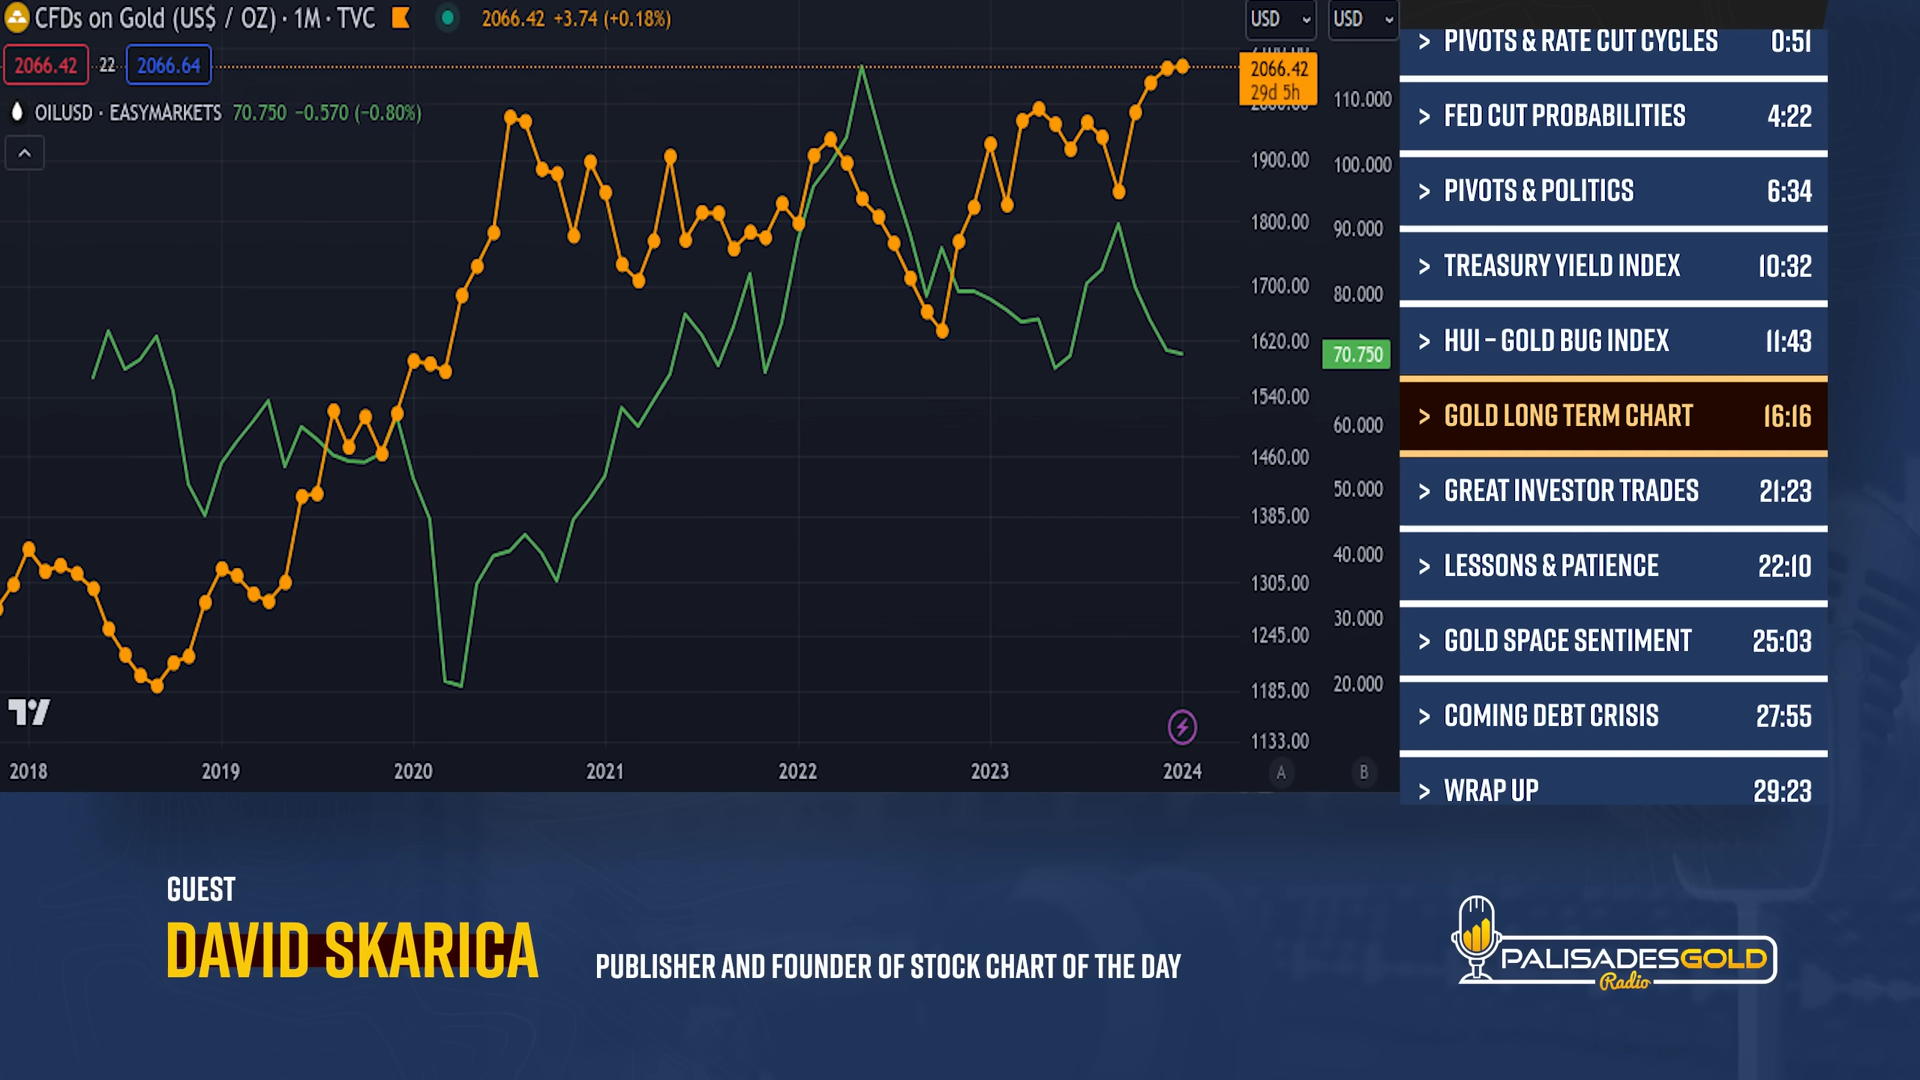 CFDs on Gold (US$ / OZ) · 1M · TVC 2066.42 +3.74 (+0.18%)
2066.42 22 2066.64
OILUSD · EASYMARKETS 70.750 −0.570 (−0.80%)
USD USD
2066.42
29d 5h
1900.00
1800.00
1700.00
1620.00
1540.00
1460.00
1385.00
1305.00
1245.00
1185.00
1133.00
110.000
100.000
90.000
80.000
70.750
60.000
50.000
40.000
30.000
20.000
2018 2019 2020 2021 2022 2023 2024 A B
> PIVOTS & RATE CUT CYCLES 0:51
> FED CUT PROBABILITIES 4:22
> PIVOTS & POLITICS 6:34
> TREASURY YIELD INDEX 10:32
> HUI – GOLD BUG INDEX 11:43
> GOLD LONG TERM CHART 16:16
> GREAT INVESTOR TRADES 21:23
> LESSONS & PATIENCE 22:10
> GOLD SPACE SENTIMENT 25:03
> COMING DEBT CRISIS 27:55
> WRAP UP 29:23
GUEST
DAVID SKARICA
PUBLISHER AND FOUNDER OF STOCK CHART OF THE DAY
PALISADESGOLD
Radio